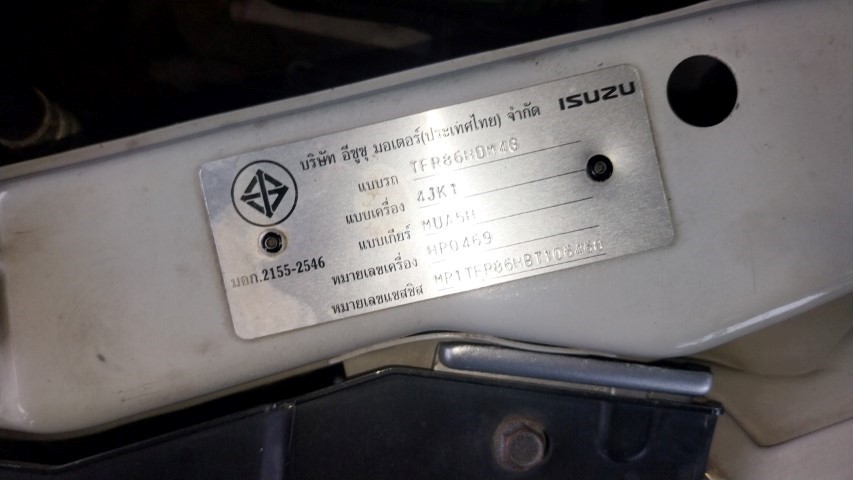 ISUZU
บริษัท อีซูซุ มอเตอร์(ประเทศไทย) จำกัด
แบบรถ
แบบเครื่อง 4JK1
แบบเกียร์ MUA5H
หมายเลขเครื่อง HP0469
หมายเลขแชสซิส
มอก.2155-2546